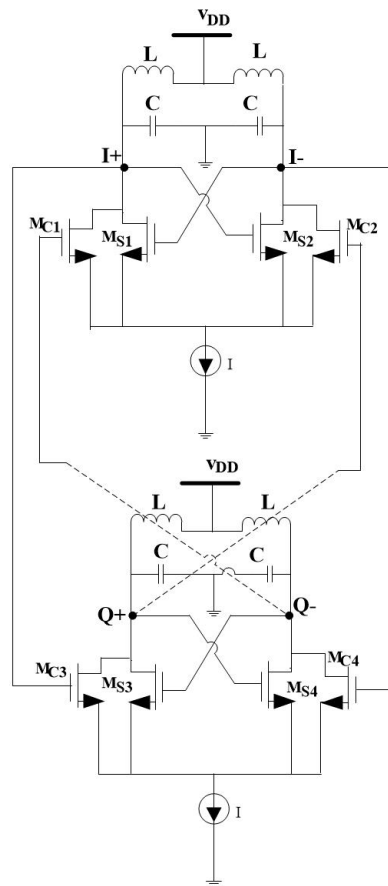 VDD
L L
C C
I+ I-
MC1 MS1 MS2 MC2
I
VDD
L L
C C
Q+ Q-
MC3 MS3 MS4 MC4
I